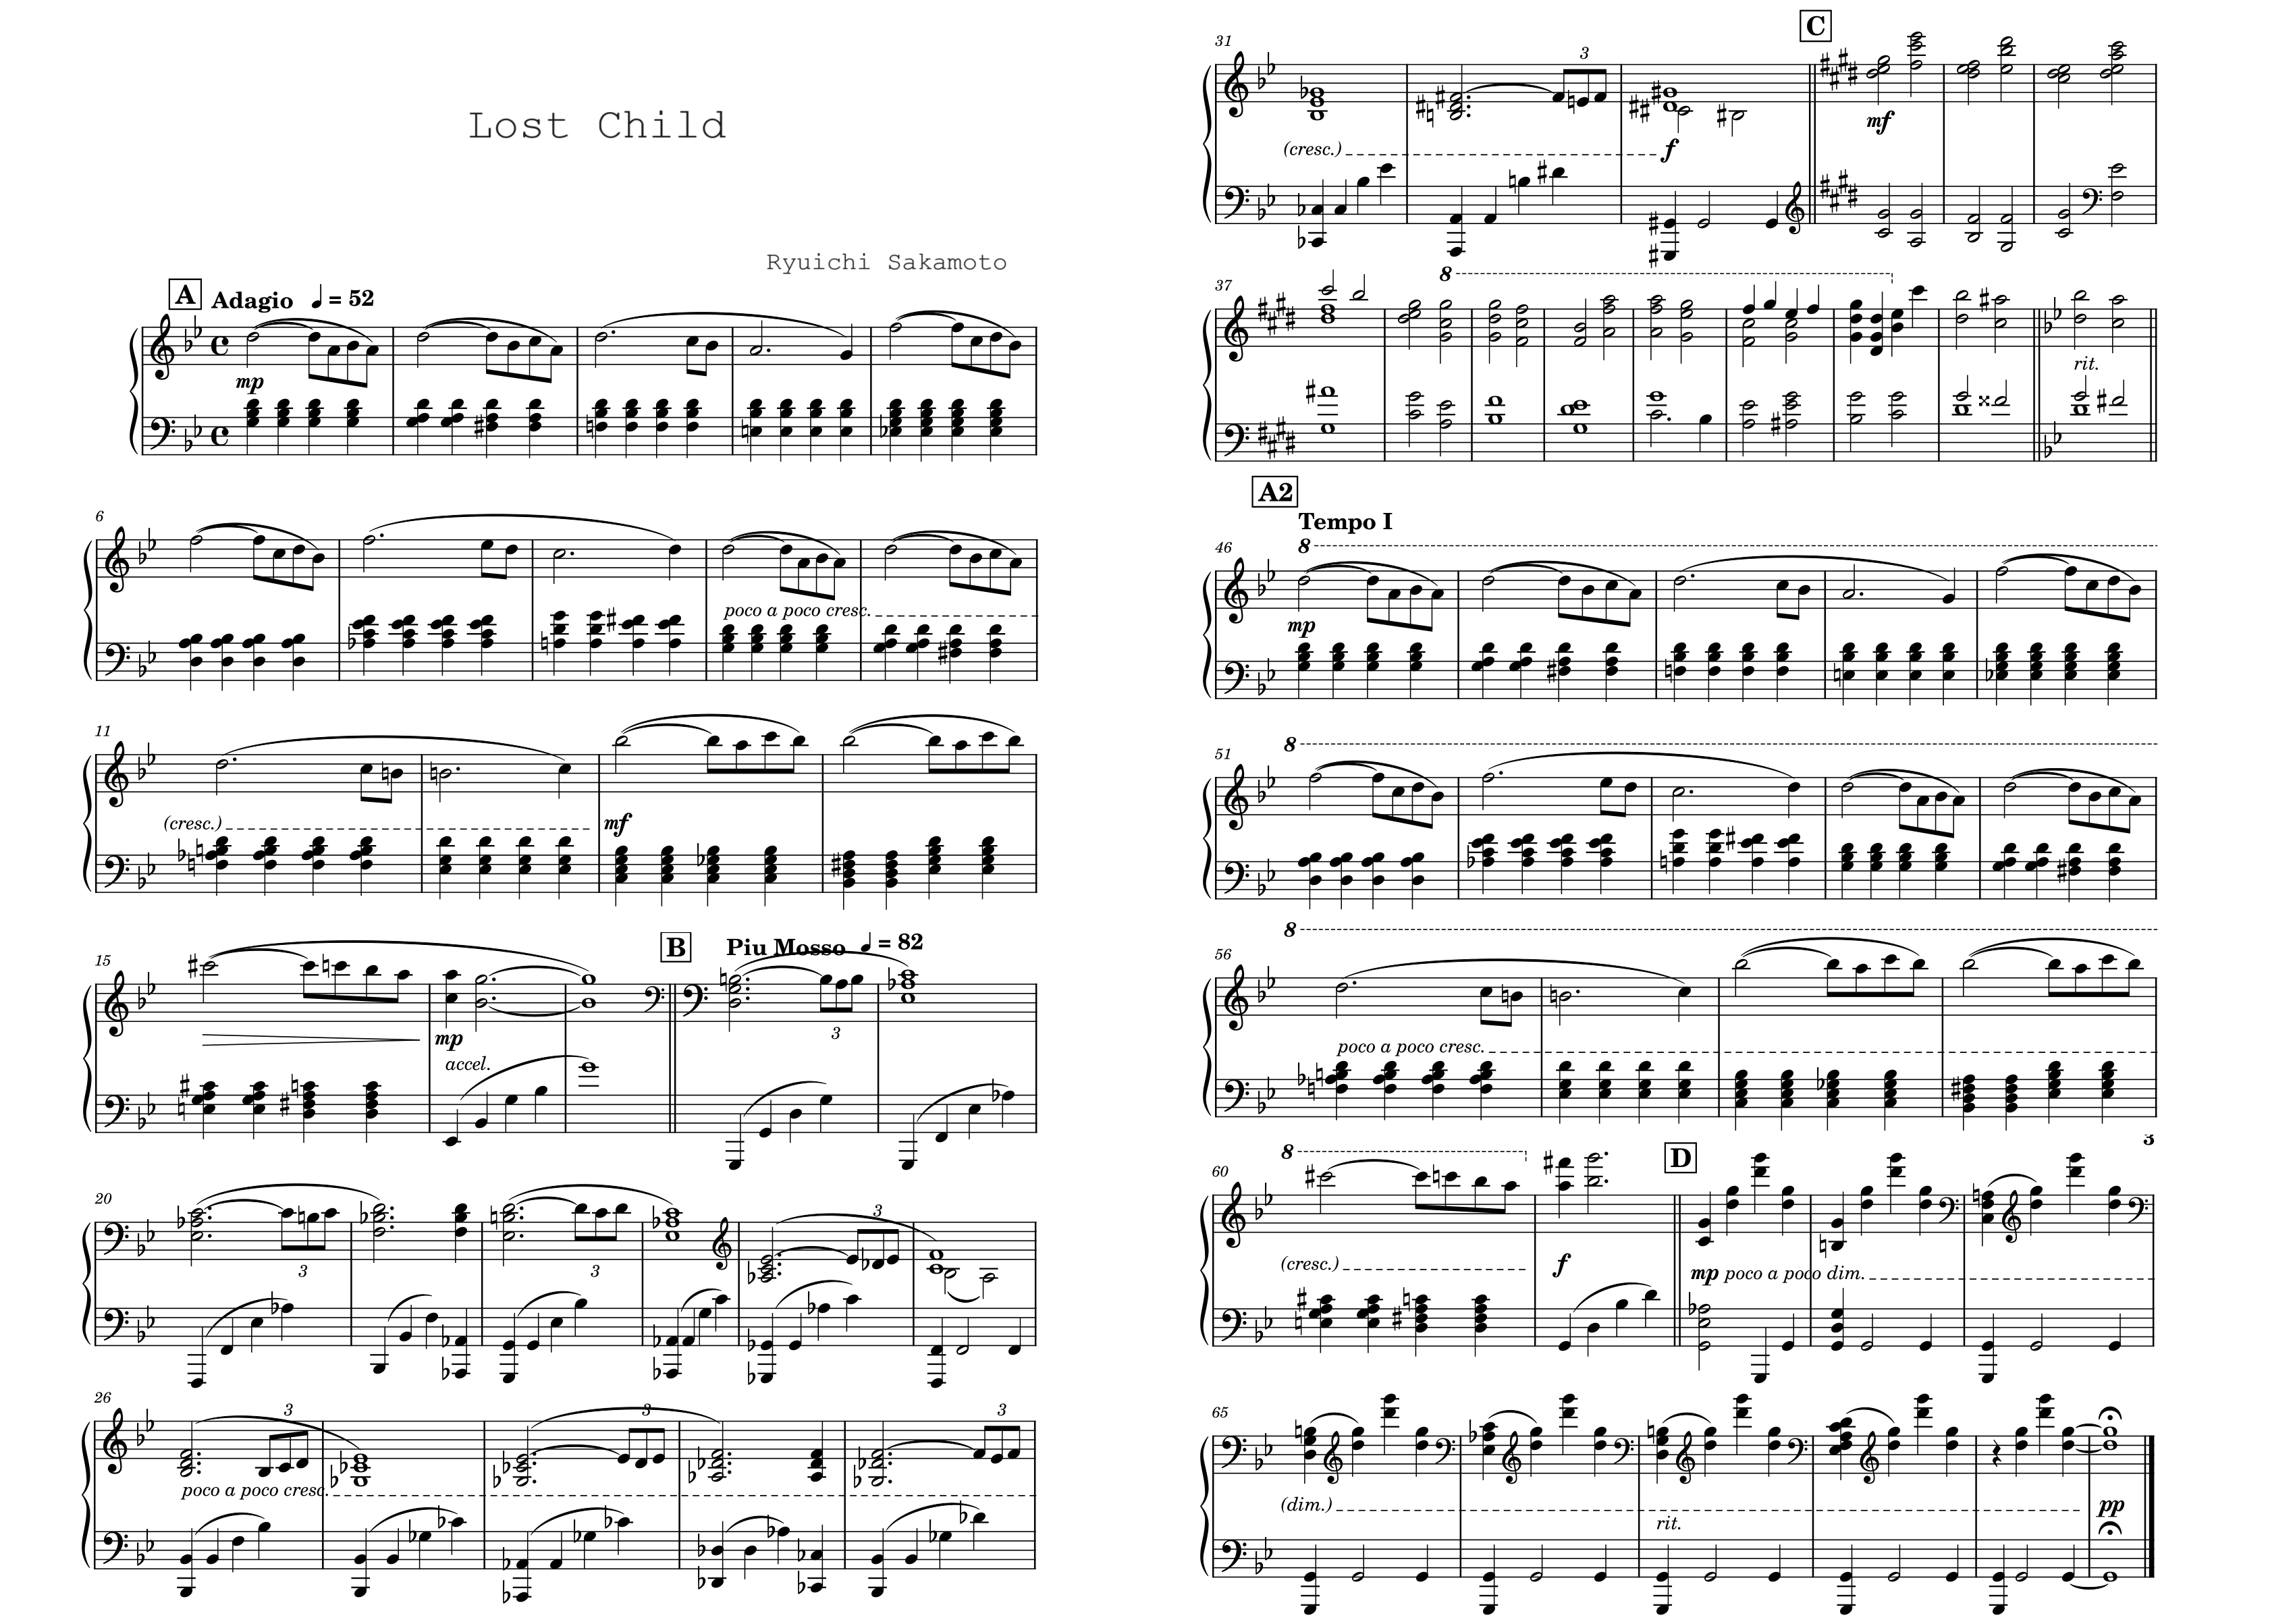 Lost Child
Ryuichi Sakamoto
A Adagio ♩ = 52
mp
6
poco a poco cresc.
11
(cresc.) mf
15 B Piu Mosso ♩ = 82
3
mp
accel.
20
3 3 3
26
3 3 3
poco a poco cresc.
31 C
3
mf
(cresc.) f
37 8
rit.
A2
Tempo I
46 8
mp
51 8
56 8
poco a poco cresc.
3
60 8 D
(cresc.) f mp poco a poco dim.
65
(dim.) pp
rit.